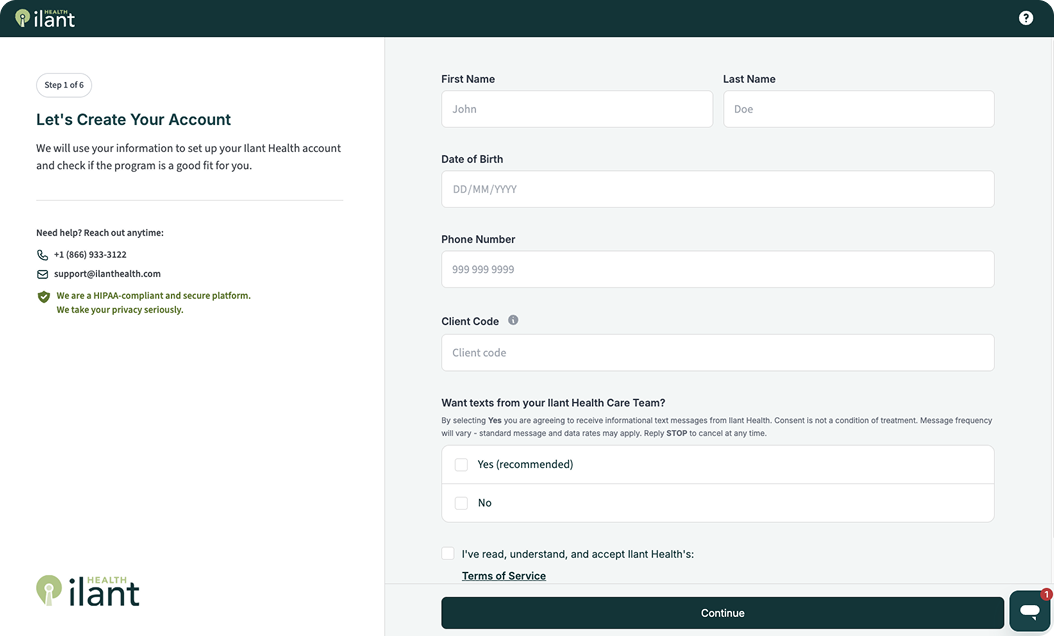 HEALTH
ilant
?
Step 1 of 6
Let's Create Your Account
We will use your information to set up your Ilant Health account
and check if the program is a good fit for you.
Need help? Reach out anytime:
+1 (866) 933-3122
support@ilanthealth.com
We are a HIPAA-compliant and secure platform.
We take your privacy seriously.
HEALTH
ilant
First Name
Last Name
John
Doe
Date of Birth
DD/MM/YYYY
Phone Number
999 999 9999
Client Code
Client code
Want texts from your Ilant Health Care Team?
By selecting Yes you are agreeing to receive informational text messages from Ilant Health. Consent is not a condition of treatment. Message frequency
will vary - standard message and data rates may apply. Reply STOP to cancel at any time.
Yes (recommended)
No
I've read, understand, and accept Ilant Health's:
Terms of Service
Continue
1